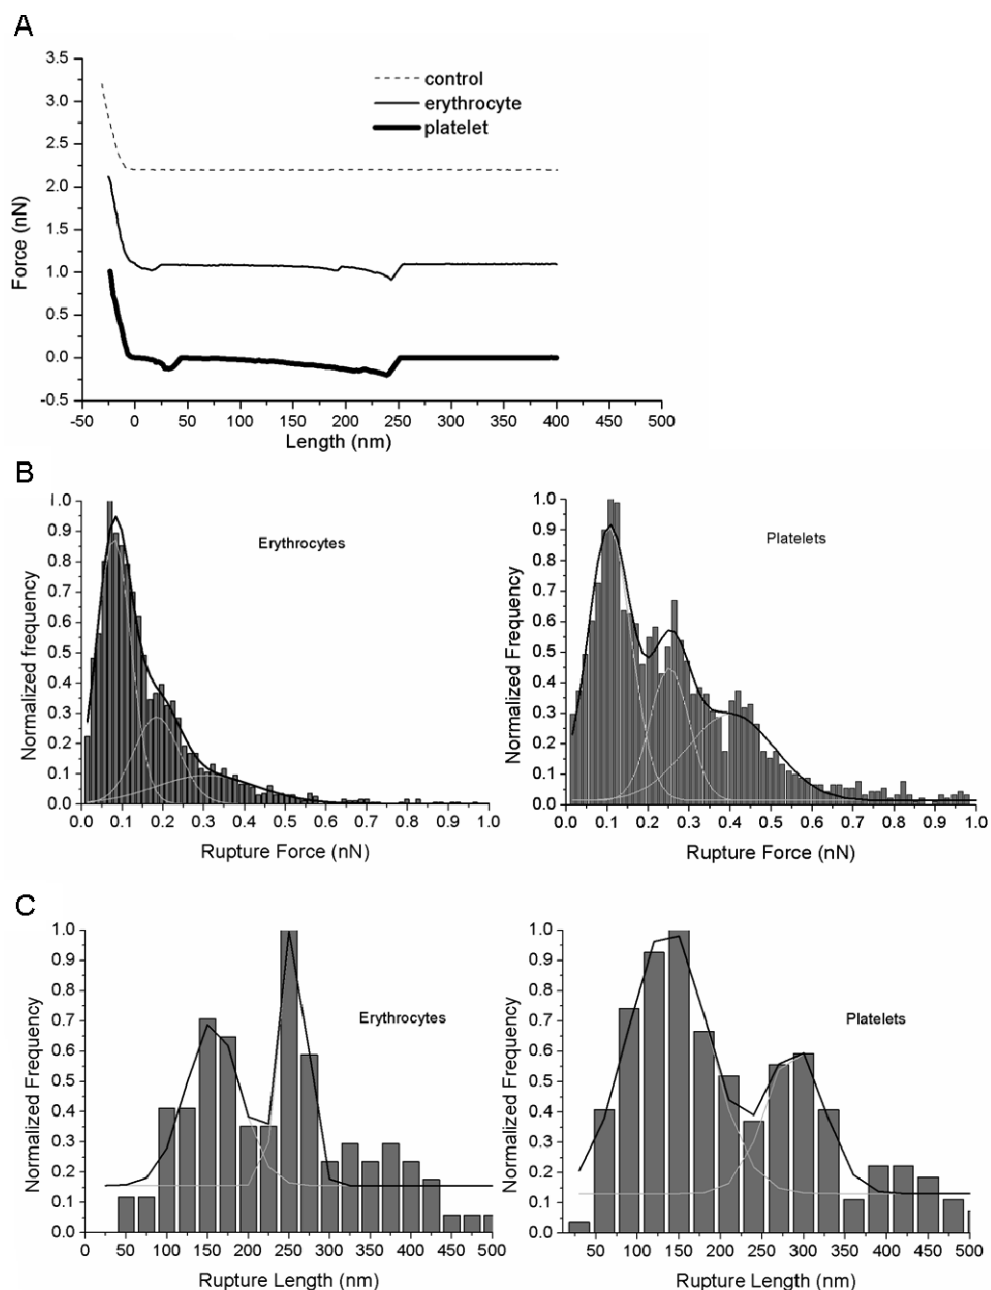 A
3.5
3.0
2.5
2.0
1.5
1.0
0.5
0.0
-0.5
Force (nN)
control
erythrocyte
platelet
-50 0 50 100 150 200 250 300 350 400 450 500
Length (nm)
B
1.0
0.9
0.8
0.7
0.6
0.5
0.4
0.3
0.2
0.1
0.0
Normalized frequency
Erythrocytes
0.0 0.1 0.2 0.3 0.4 0.5 0.6 0.7 0.8 0.9 1.0
Rupture Force (nN)
1.0
0.9
0.8
0.7
0.6
0.5
0.4
0.3
0.2
0.1
0.0
Normalized Frequency
Platelets
0.0 0.1 0.2 0.3 0.4 0.5 0.6 0.7 0.8 0.9 1.0
Rupture Force (nN)
C
1.0
0.9
0.8
0.7
0.6
0.5
0.4
0.3
0.2
0.1
0.0
Normalized Frequency
Erythrocytes
0 50 100 150 200 250 300 350 400 450 500
Rupture Length (nm)
1.0
0.9
0.8
0.7
0.6
0.5
0.4
0.3
0.2
0.1
0.0
Normalized Frequency
Platelets
50 100 150 200 250 300 350 400 450 500
Rupture Length (nm)